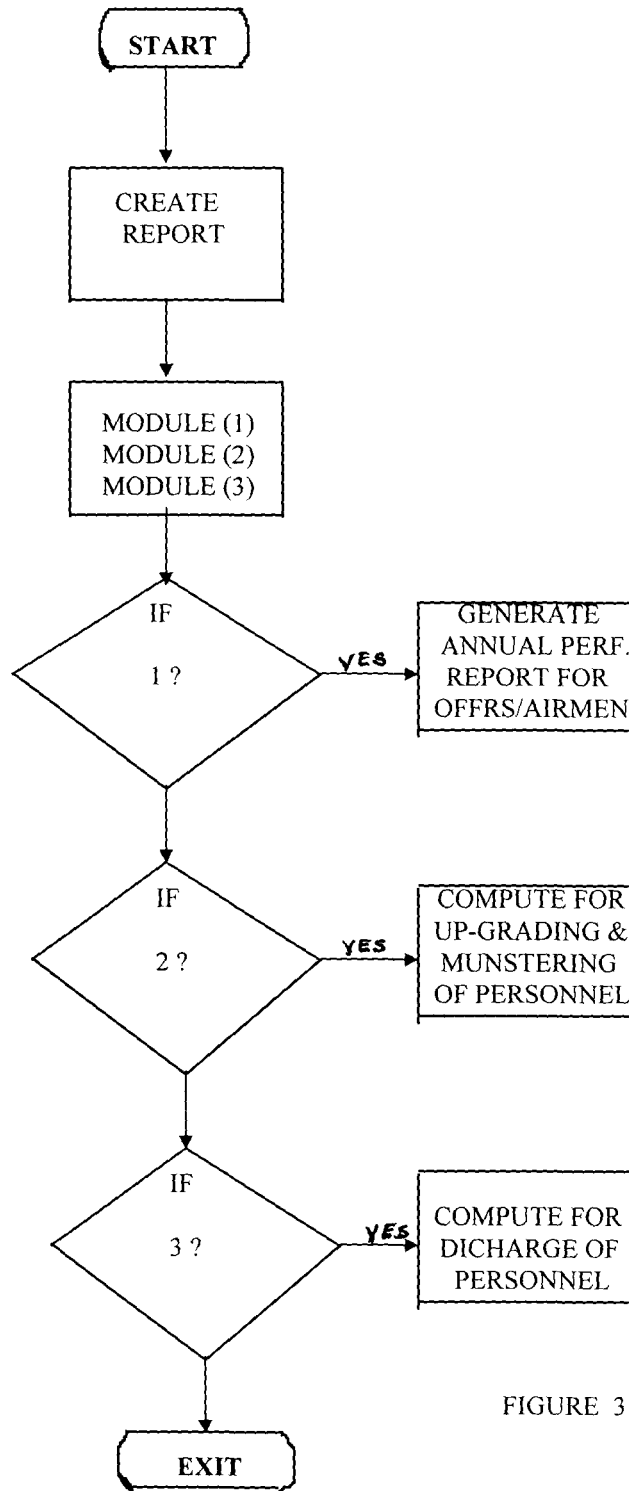 START
CREATE
REPORT
MODULE (1)
MODULE (2)
MODULE (3)
IF
1 ?
YES
GENERATE
ANNUAL PERF.
REPORT FOR
OFFRS/AIRMEN
IF
2 ?
YES
COMPUTE FOR
UP-GRADING &
MUNSTERING
OF PERSONNEL
IF
3 ?
YES
COMPUTE FOR
DICHARGE OF
PERSONNEL
FIGURE 3
EXIT